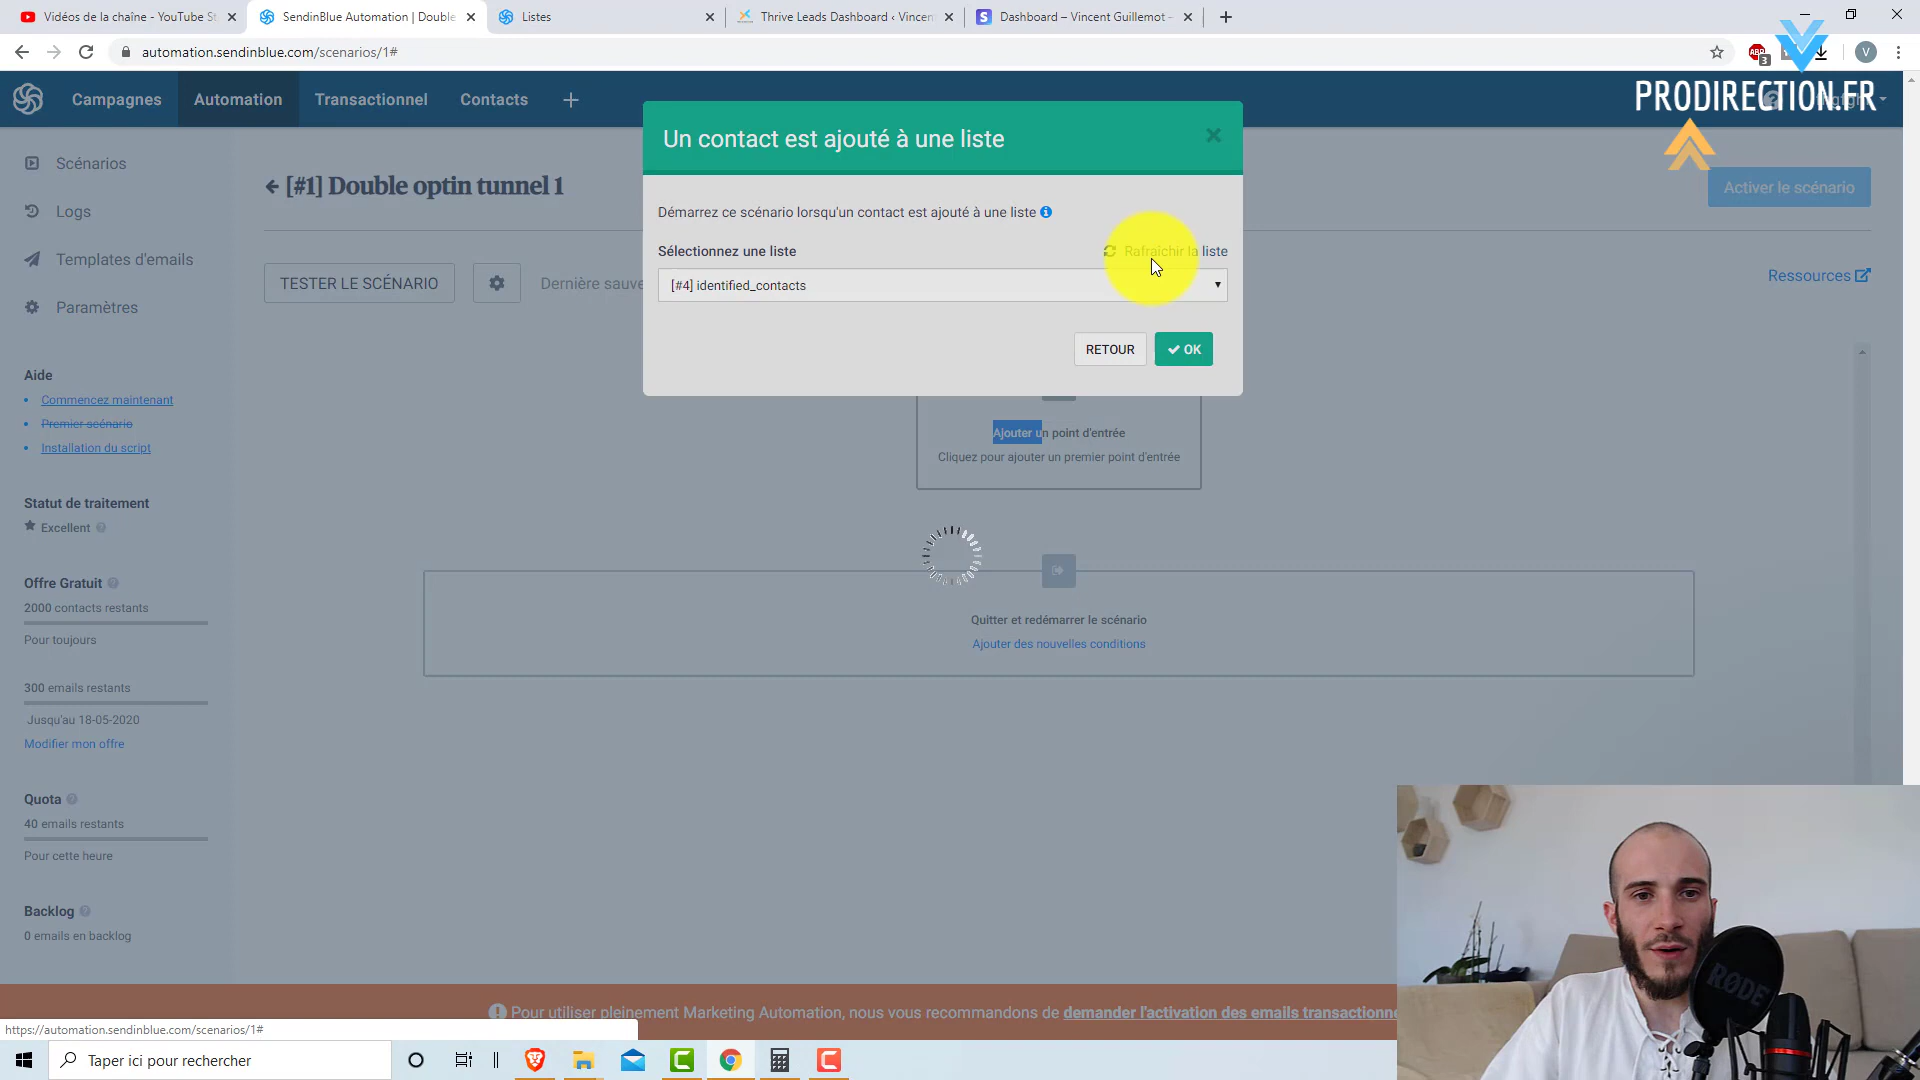 Vidéos de la chaîne - YouTube St
SendinBlue Automation | Double
Listes
Thrive Leads Dashboard ‹ Vincen
Dashboard – Vincent Guillemot –
automation.sendinblue.com/scenarios/1#
ABP
3
V
Campagnes
Automation
Transactionnel
Contacts
PRODIRECTION.FR
Un contact est ajouté à une liste
Démarrez ce scénario lorsqu'un contact est ajouté à une liste
Sélectionnez une liste
Rafraîchir la liste
[#4] identified_contacts
RETOUR
OK
Scénarios
Logs
Templates d'emails
Paramètres
[#1] Double optin tunnel 1
Activer le scénario
TESTER LE SCÉNARIO
Dernière sauve
Ressources
Aide
Commencez maintenant
Premier scénario
Installation du script
Statut de traitement
Excellent
Offre Gratuit
2000 contacts restants
Pour toujours
300 emails restants
Jusqu'au 18-05-2020
Modifier mon offre
Quota
40 emails restants
Pour cette heure
Backlog
0 emails en backlog
Ajouter un point d'entrée
Cliquez pour ajouter un premier point d'entrée
Quitter et redémarrer le scénario
Ajouter des nouvelles conditions
Pour utiliser pleinement Marketing Automation, nous vous recommandons de demander l'activation des emails transactionne
https://automation.sendinblue.com/scenarios/1#
Taper ici pour rechercher
RØDE